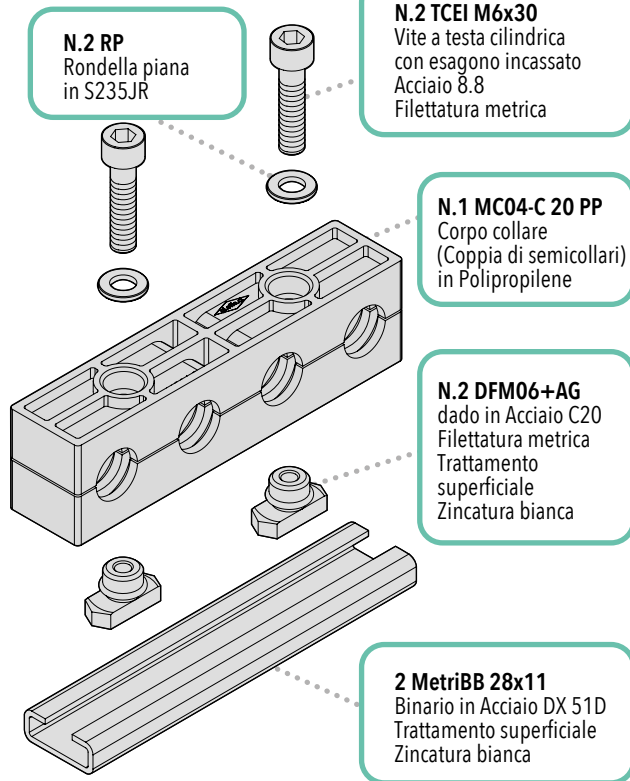 N.2 RP
Rondella piana
in S235JR
N.2 TCEI M6x30
Vite a testa cilindrica
con esagono incassato
Acciaio 8.8
Filettatura metrica
N.1 MC04-C 20 PP
Corpo collare
(Coppia di semicollari)
in Polipropilene
N.2 DFM06+AG
dado in Acciaio C20
Filettatura metrica
Trattamento
superficiale
Zincatura bianca
2 MetriBB 28x11
Binario in Acciaio DX 51D
Trattamento superficiale
Zincatura bianca